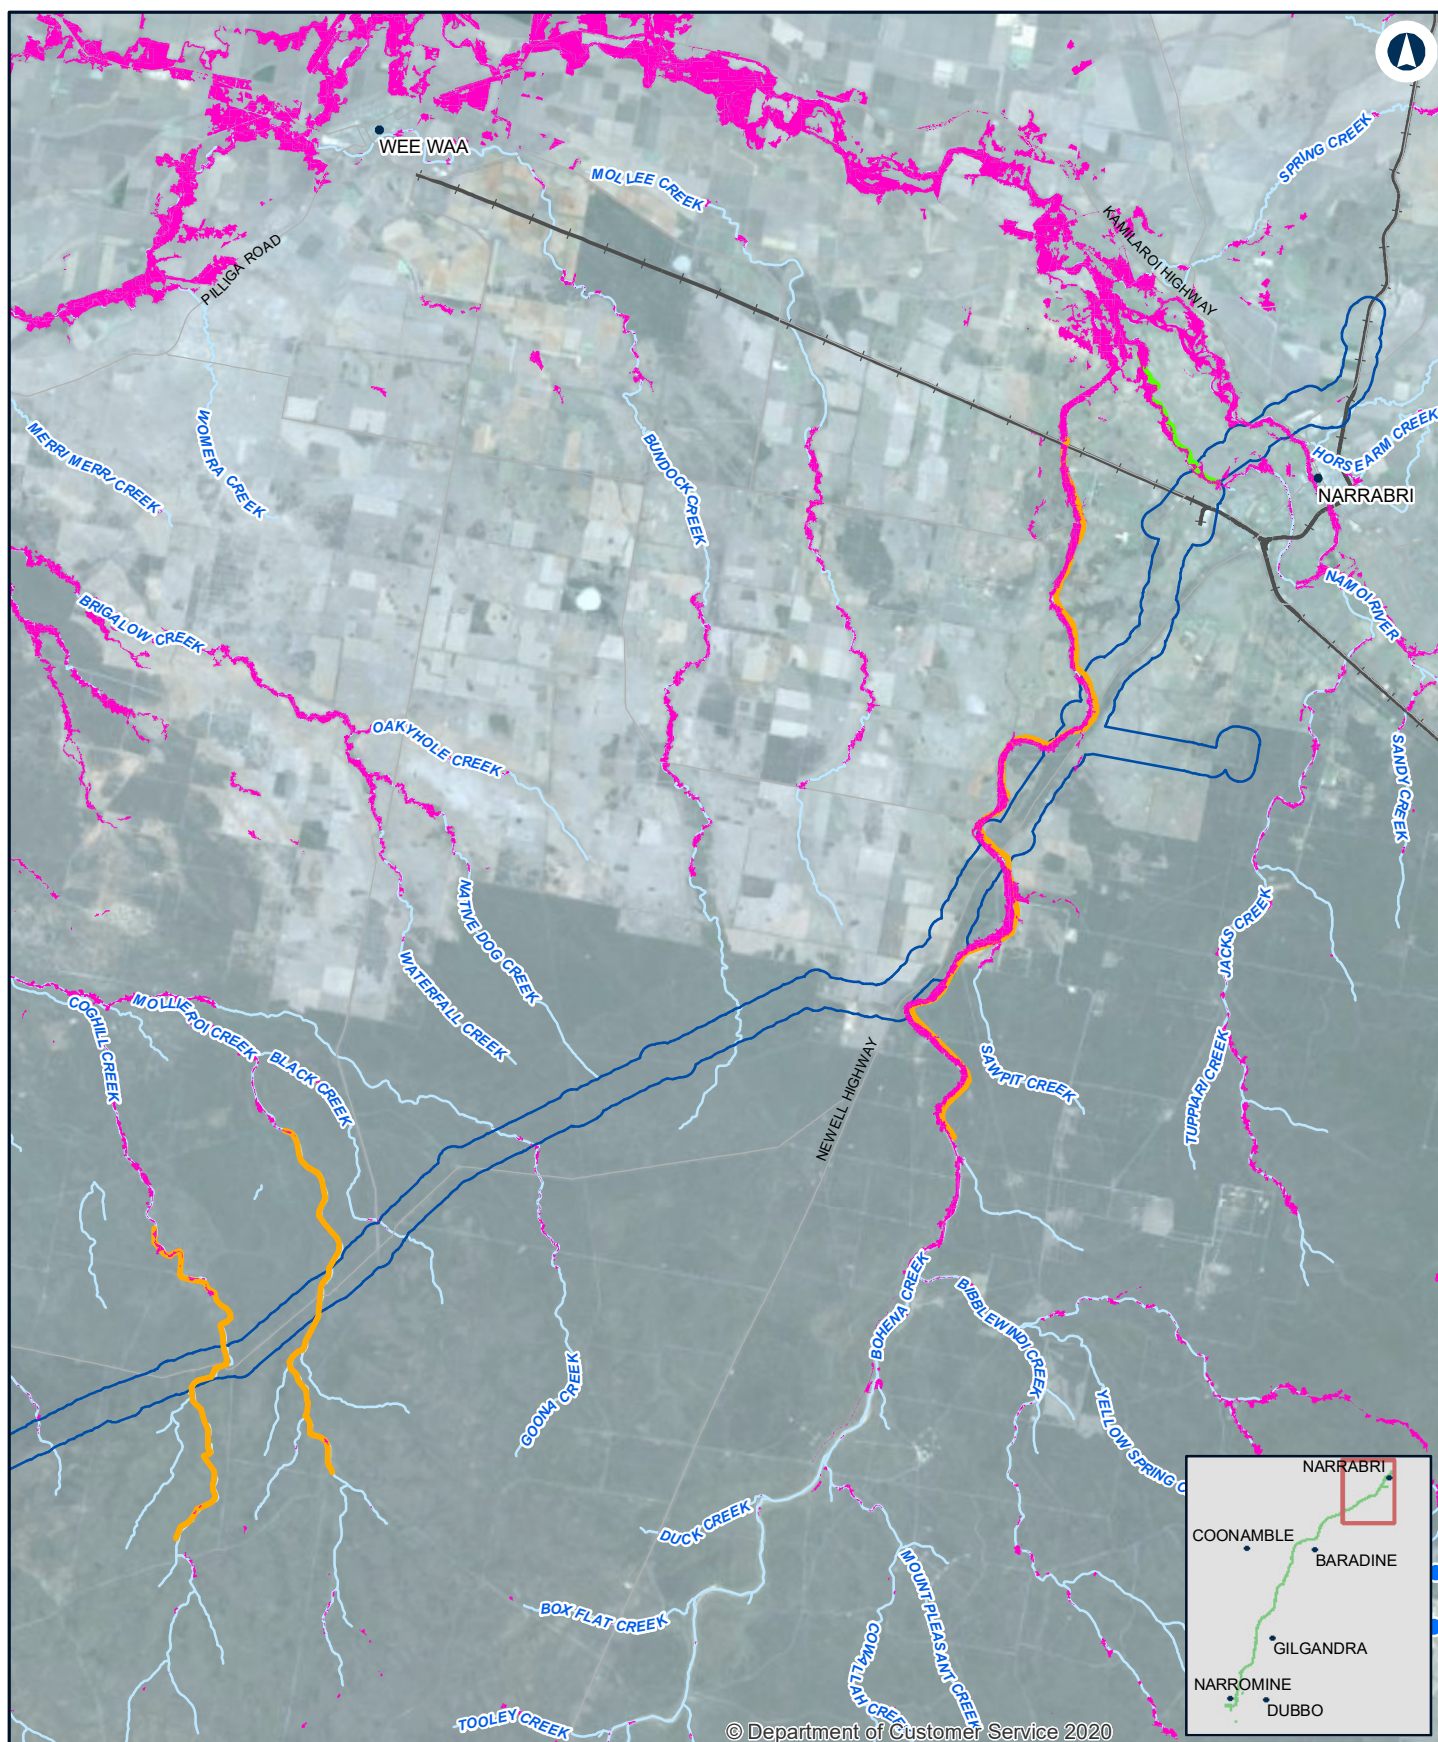 WEE WAA
MOLLEE CREEK
SPRING CREEK
KAMILAROI HIGHWAY
PILLIGA ROAD
MERRI MERRI CREEK
WOMERA CREEK
BUNDOCK CREEK
HORSEARM CREEK
NARRABRI
NAMOI RIVER
BRIGALOW CREEK
OAKYHOLE CREEK
SANDY CREEK
NATIVE DOG CREEK
WATERFALL CREEK
JACKS CREEK
COGHILL CREEK
MOLLIEROI CREEK
BLACK CREEK
SAWPIT CREEK
TUPPIARI CREEK
NEWELL HIGHWAY
BOHENA CREEK
BIBBLEWINDI CREEK
GOONA CREEK
YELLOW SPRING C
DUCK CREEK
MOUNT PLEASANT CREEK
BOX FLAT CREEK
COWALLAH CREE
TOOLEY CREEK
© Department of Customer Service 2020
NARRABRI
COONAMBLE
BARADINE
GILGANDRA
NARROMINE
DUBBO